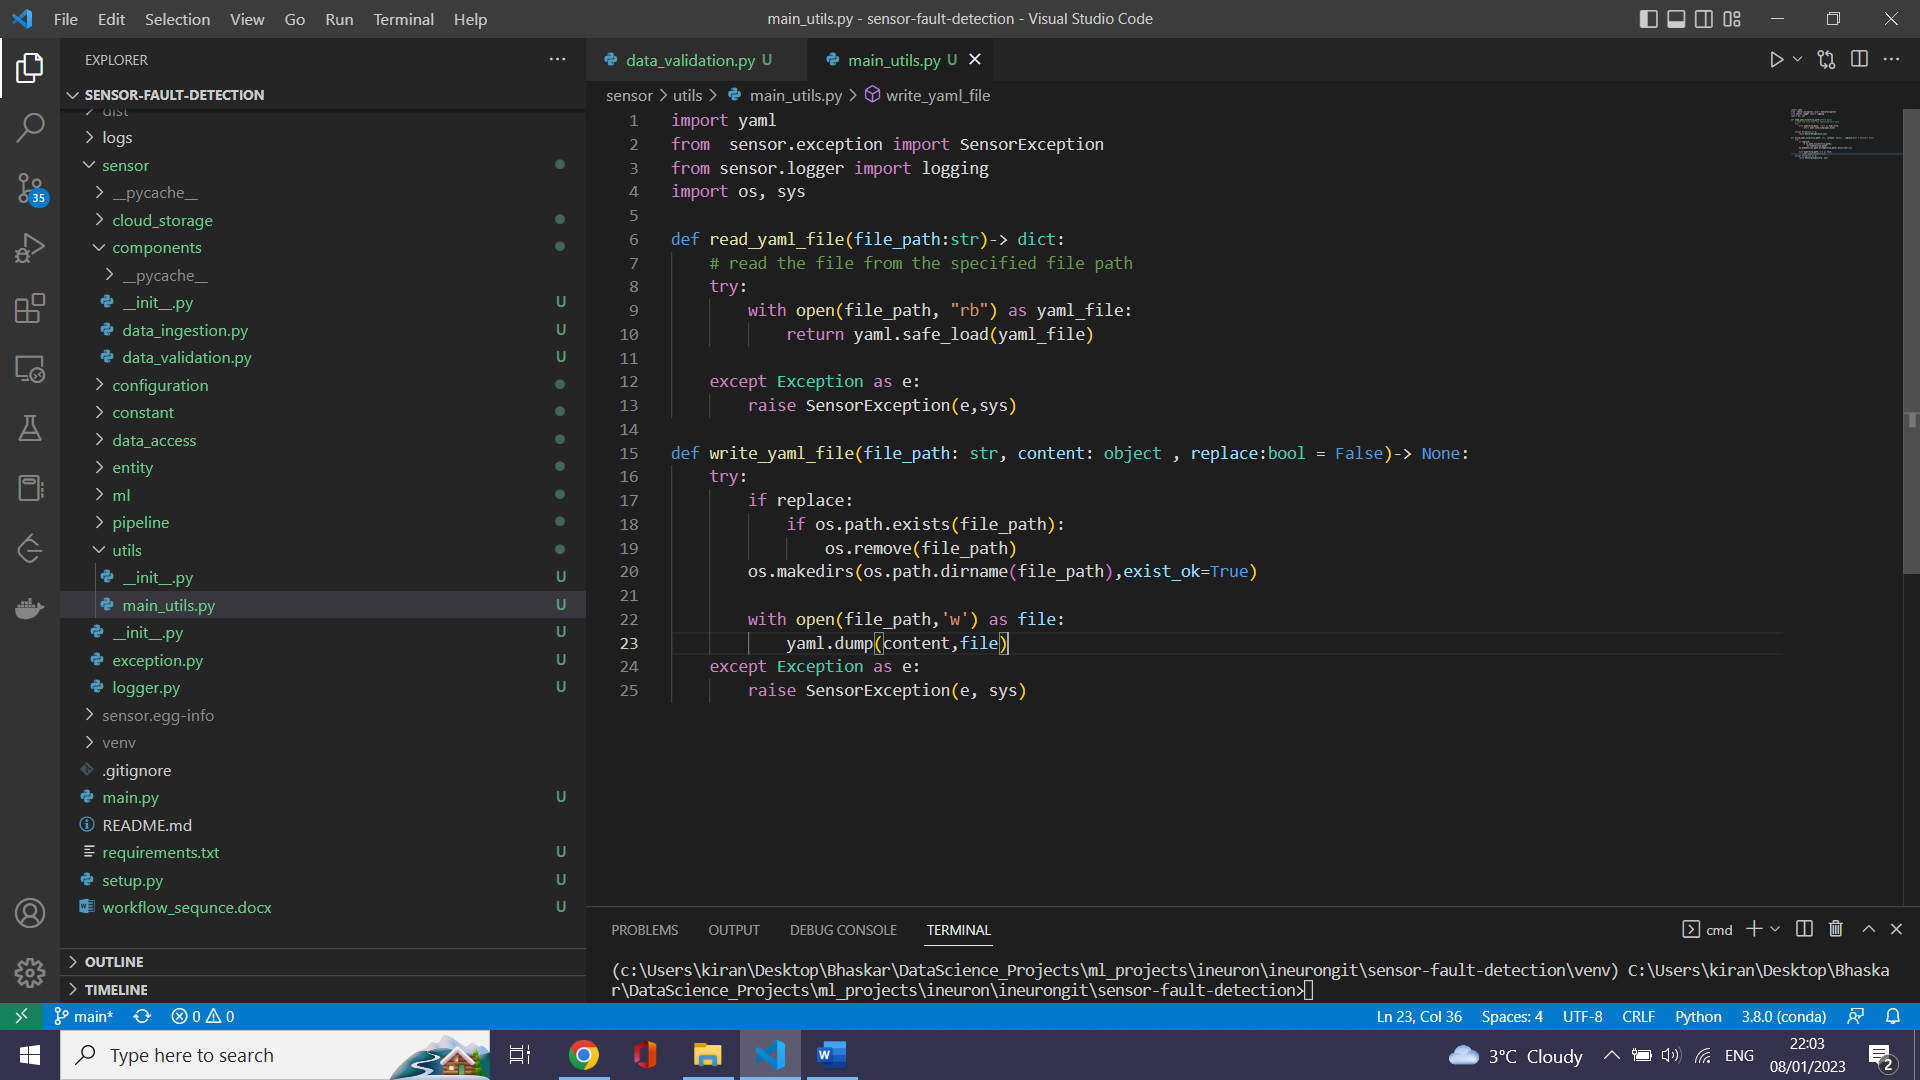 File Edit Selection View Go Run Terminal Help
main_utils.py - sensor-fault-detection - Visual Studio Code
EXPLORER
SENSOR-FAULT-DETECTION
dist
logs
sensor
__pycache__
cloud_storage
components
__pycache__
__init__.py U
data_ingestion.py U
data_validation.py U
configuration
constant
data_access
entity
ml
pipeline
utils
__init__.py U
main_utils.py U
__init__.py U
exception.py U
logger.py U
sensor.egg-info
venv
.gitignore
main.py U
README.md
requirements.txt U
setup.py U
workflow_sequnce.docx U
OUTLINE
TIMELINE
35
data_validation.py U
main_utils.py U
sensor > utils > main_utils.py > write_yaml_file
1 import yaml
2 from  sensor.exception import SensorException
3 from sensor.logger import logging
4 import os, sys
5
6 def read_yaml_file(file_path:str)-> dict:
7     # read the file from the specified file path
8     try:
9         with open(file_path, "rb") as yaml_file:
10             return yaml.safe_load(yaml_file)
11
12     except Exception as e:
13         raise SensorException(e,sys)
14
15 def write_yaml_file(file_path: str, content: object , replace:bool = False)-> None:
16     try:
17         if replace:
18             if os.path.exists(file_path):
19                 os.remove(file_path)
20         os.makedirs(os.path.dirname(file_path),exist_ok=True)
21
22         with open(file_path,'w') as file:
23             yaml.dump(content,file)
24     except Exception as e:
25         raise SensorException(e, sys)
PROBLEMS OUTPUT DEBUG CONSOLE TERMINAL
cmd
(c:\Users\kiran\Desktop\Bhaskar\DataScience_Projects\ml_projects\ineuron\ineurongit\sensor-fault-detection\venv) C:\Users\kiran\Desktop\Bhaska
r\DataScience_Projects\ml_projects\ineuron\ineurongit\sensor-fault-detection>
main* 0 0
Ln 23, Col 36 Spaces: 4 UTF-8 CRLF Python 3.8.0 (conda)
Type here to search
3°C Cloudy
ENG
22:03
08/01/2023
2